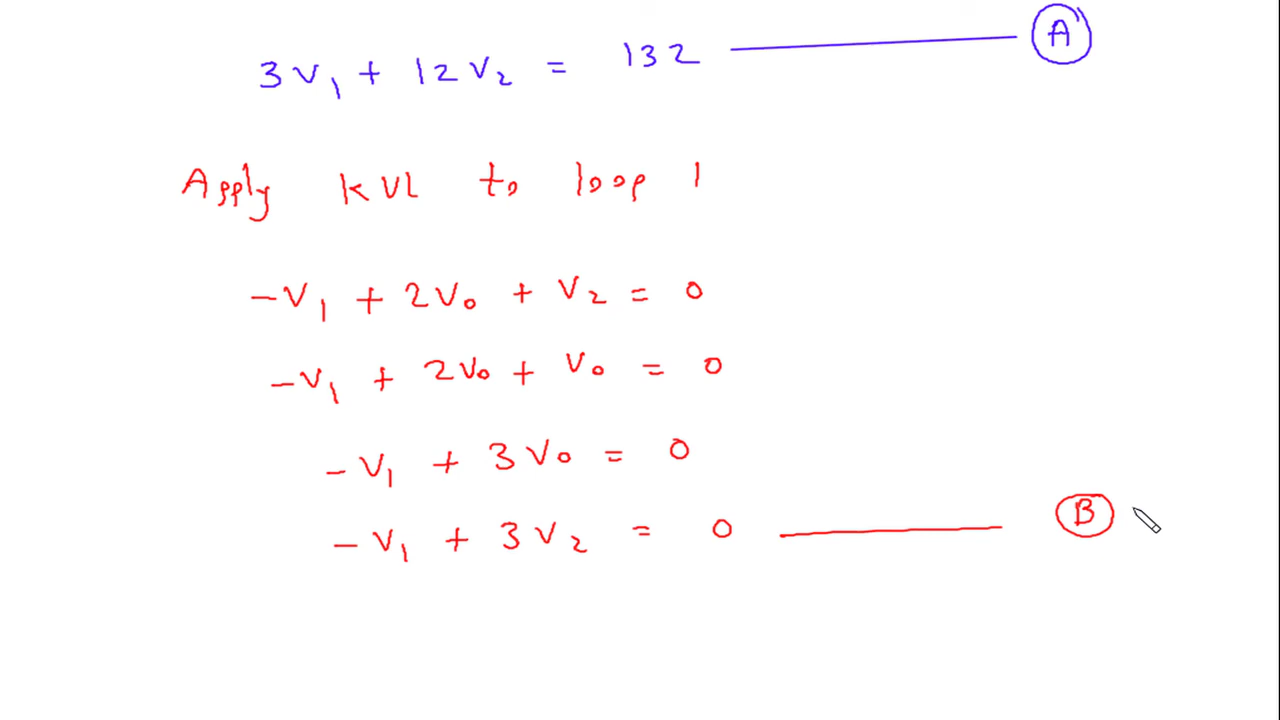 3V₁ + 12V₂ = 132 ——— A
Apply KVL to loop 1
-V₁ + 2V₀ + V₂ = 0
-V₁ + 2V₀ + V₀ = 0
-V₁ + 3V₀ = 0
-V₁ + 3V₂ = 0 ——— B